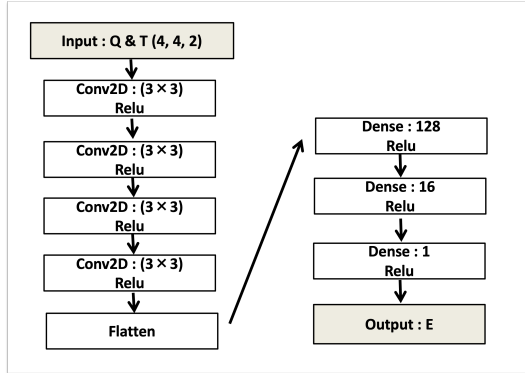 Input : Q & T (4, 4, 2)
Conv2D : (3 × 3)
Relu
Conv2D : (3 × 3)
Relu
Conv2D : (3 × 3)
Relu
Conv2D : (3 × 3)
Relu
Flatten
Dense : 128
Relu
Dense : 16
Relu
Dense : 1
Relu
Output : E